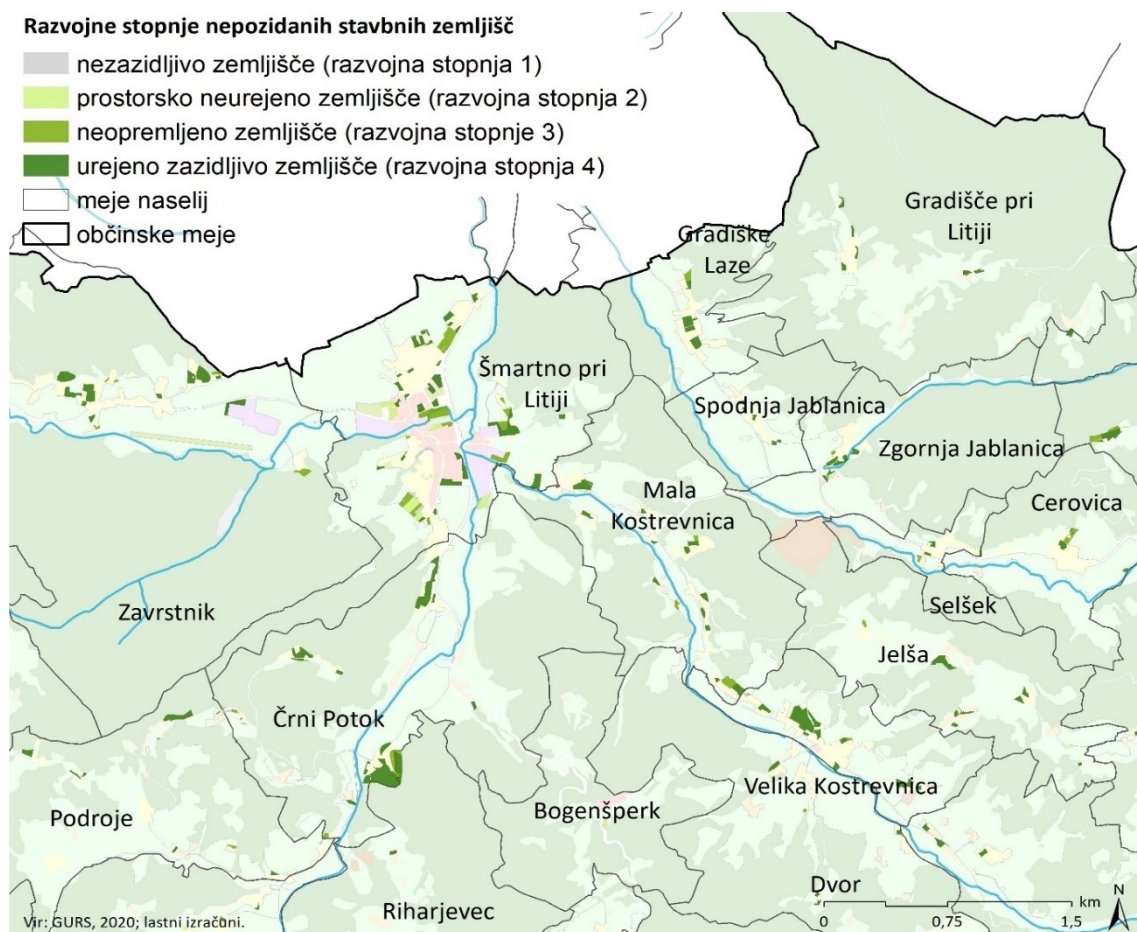 Razvojne stopnje nepozidanih stavbnih zemljišč
nezazidljivo zemljišče (razvojna stopnja 1)
prostorsko neurejeno zemljišče (razvojna stopnja 2)
neopremljeno zemljišče (razvojna stopnje 3)
urejeno zazidljivo zemljišče (razvojna stopnja 4)
meje naselij
občinske meje
Gradišče pri
Litiji
Gradiške
Laze
Šmartno pri
Litiji
Spodnja Jablanica
Zgornja Jablanica
Mala
Kostrevnica
Cerovica
Zavrstnik
Selšek
Jelša
Črni Potok
Velika Kostrevnica
Bogenšperk
Podroje
Dvor
Riharjevec
N
km
0 0,75 1,5
Vir: GURS, 2020; lastni izračuni.